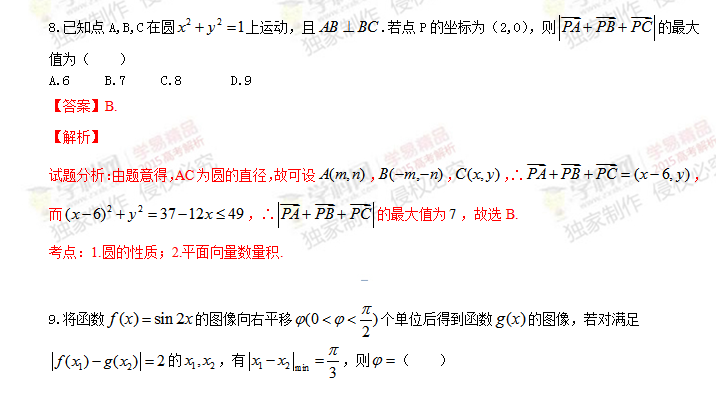 8.已知点 A,B,C 在圆 x² + y² =1上运动，且 AB ⊥ BC .若点 P 的坐标为（2,0），则 |PA + PB + PC| 的最大
值为（　　）
A.6　　B.7　　C.8　　D.9
【答案】B.
【解析】
试题分析:由题意得,AC 为圆的直径,故可设 A(m,n) , B(−m,−n) , C(x,y) ,∴ PA + PB + PC = (x−6, y) ,
而 (x−6)² + y² = 37−12x ≤ 49 , ∴ |PA + PB + PC| 的最大值为 7 ，故选 B.
考点：1.圆的性质；2.平面向量数量积.
9.将函数 f(x) = sin 2x 的图像向右平移 φ(0 < φ < π/2) 个单位后得到函数 g(x) 的图像，若对满足
|f(x₁) − g(x₂)| = 2 的 x₁, x₂ ，有 |x₁ − x₂|min = π/3 ，则 φ = （　　）